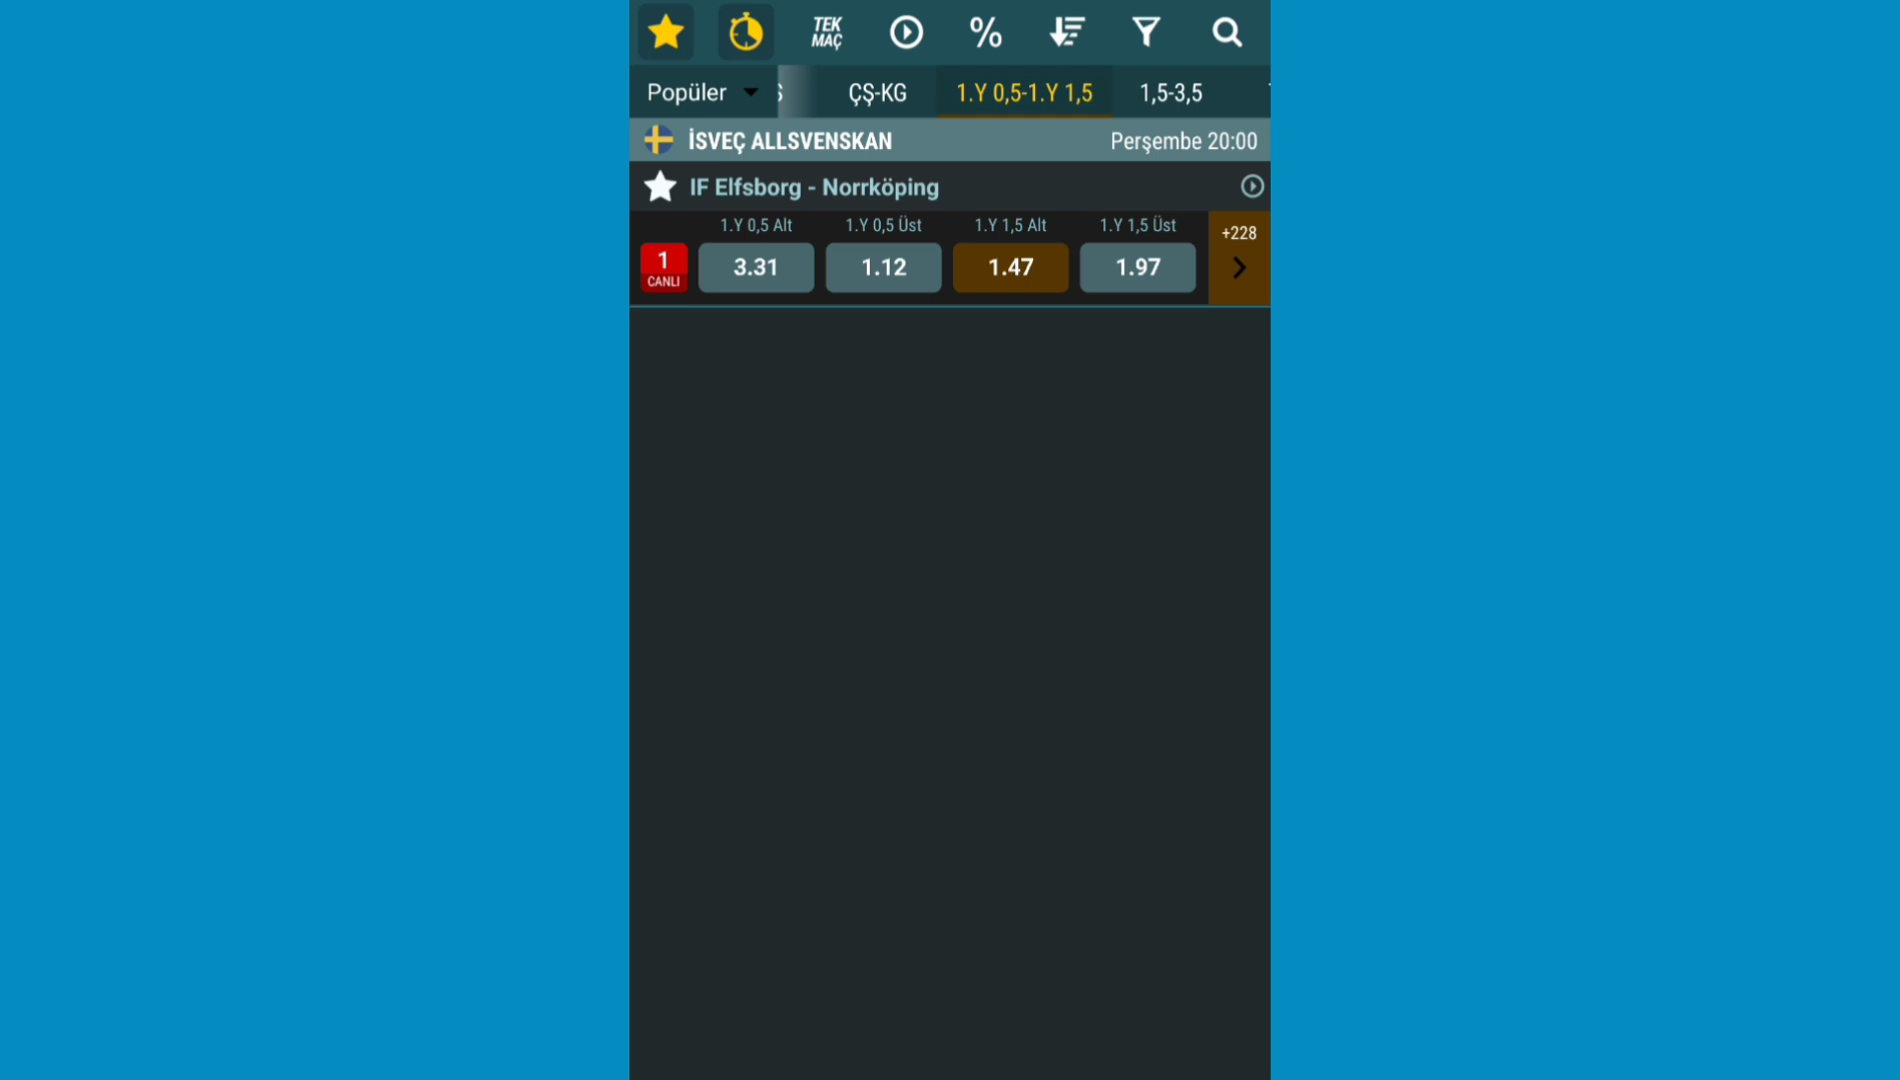 TEK
MAÇ
%
Popüler
ÇŞ-KG
1.Y 0,5-1.Y 1,5
1,5-3,5
İSVEÇ ALLSVENSKAN
Perşembe 20:00
IF Elfsborg - Norrköping
1.Y 0,5 Alt
1.Y 0,5 Üst
1.Y 1,5 Alt
1.Y 1,5 Üst
+228
1
CANLI
3.31
1.12
1.47
1.97